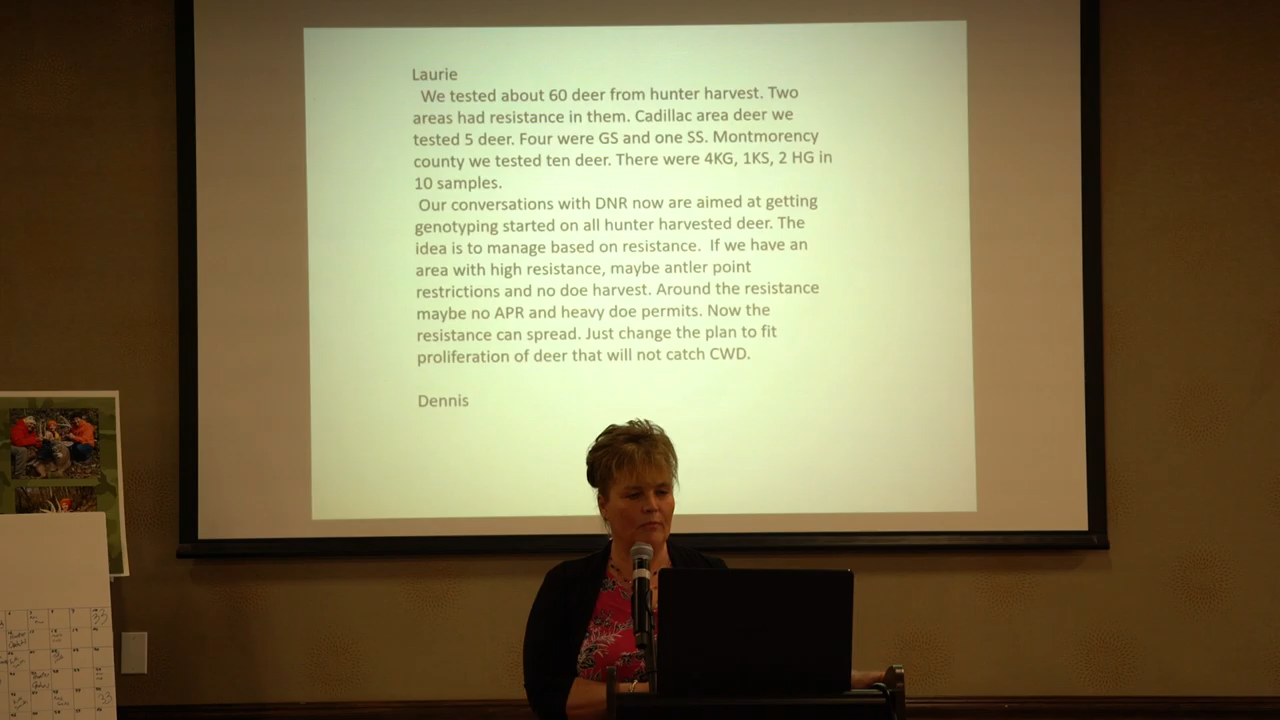 Laurie
We tested about 60 deer from hunter harvest. Two
areas had resistance in them. Cadillac area deer we
tested 5 deer. Four were GS and one SS. Montmorency
county we tested ten deer. There were 4KG, 1KS, 2 HG in
10 samples.
Our conversations with DNR now are aimed at getting
genotyping started on all hunter harvested deer. The
idea is to manage based on resistance. If we have an
area with high resistance, maybe antler point
restrictions and no doe harvest. Around the resistance
maybe no APR and heavy doe permits. Now the
resistance can spread. Just change the plan to fit
proliferation of deer that will not catch CWD.
Dennis